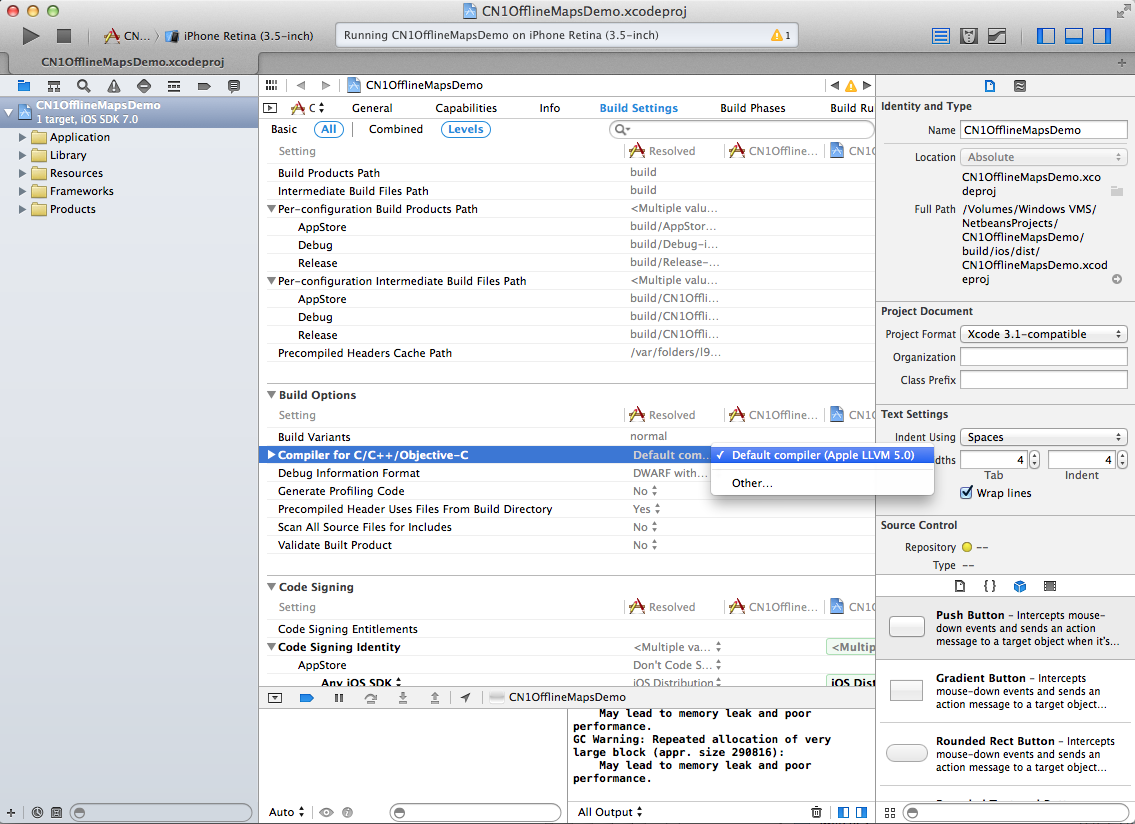 CN1OfflineMapsDemo.xcodeproj
CN... iPhone Retina (3.5-inch)
Running CN1OfflineMapsDemo on iPhone Retina (3.5-inch) 1
CN1OfflineMapsDemo.xcodeproj
CN1OfflineMapsDemo
1 target, iOS SDK 7.0
Application
Library
Resources
Frameworks
Products
CN1OfflineMapsDemo
C General Capabilities Info Build Settings Build Phases Build Ru
Basic All Combined Levels
Setting Resolved CN1Offline... CN1O
Build Products Path build
Intermediate Build Files Path build
Per-configuration Build Products Path <Multiple valu...
AppStore build/AppStor...
Debug build/Debug-i...
Release build/Release-...
Per-configuration Intermediate Build Files Path <Multiple valu...
AppStore build/CN1Offli...
Debug build/CN1Offli...
Release build/CN1Offli...
Precompiled Headers Cache Path /var/folders/l9...
Build Options
Setting Resolved CN1Offline... CN1O
Build Variants normal
Compiler for C/C++/Objective-C Default com...
✓ Default compiler (Apple LLVM 5.0)
Other...
Debug Information Format DWARF with...
Generate Profiling Code No
Precompiled Header Uses Files From Build Directory Yes
Scan All Source Files for Includes No
Validate Built Product No
Code Signing
Setting Resolved CN1Offline... CN1O
Code Signing Entitlements
Code Signing Identity <Multiple va... <Multip
AppStore Don't Code S...
Any iOS SDK iOS Distribution iOS Dist
CN1OfflineMapsDemo
May lead to memory leak and poor
performance.
GC Warning: Repeated allocation of very
large block (appr. size 290816):
May lead to memory leak and poor
performance.
Auto
All Output
Identity and Type
Name CN1OfflineMapsDemo
Location Absolute
CN1OfflineMapsDemo.xco
deproj
Full Path /Volumes/Windows VMS/
NetbeansProjects/
CN1OfflineMapsDemo/
build/ios/dist/
CN1OfflineMapsDemo.xcod
eproj
Project Document
Project Format Xcode 3.1-compatible
Organization
Class Prefix
Text Settings
Indent Using Spaces
dths 4 4
Tab Indent
Wrap lines
Source Control
Repository --
Type --
{ }
Push Button - Intercepts mouse-
down events and sends an action
message to a target object when it's...
Gradient Button - Intercepts
mouse-down events and sends an
action message to a target object...
Rounded Rect Button - Intercepts
mouse-down events and sends an
action message to a target object...